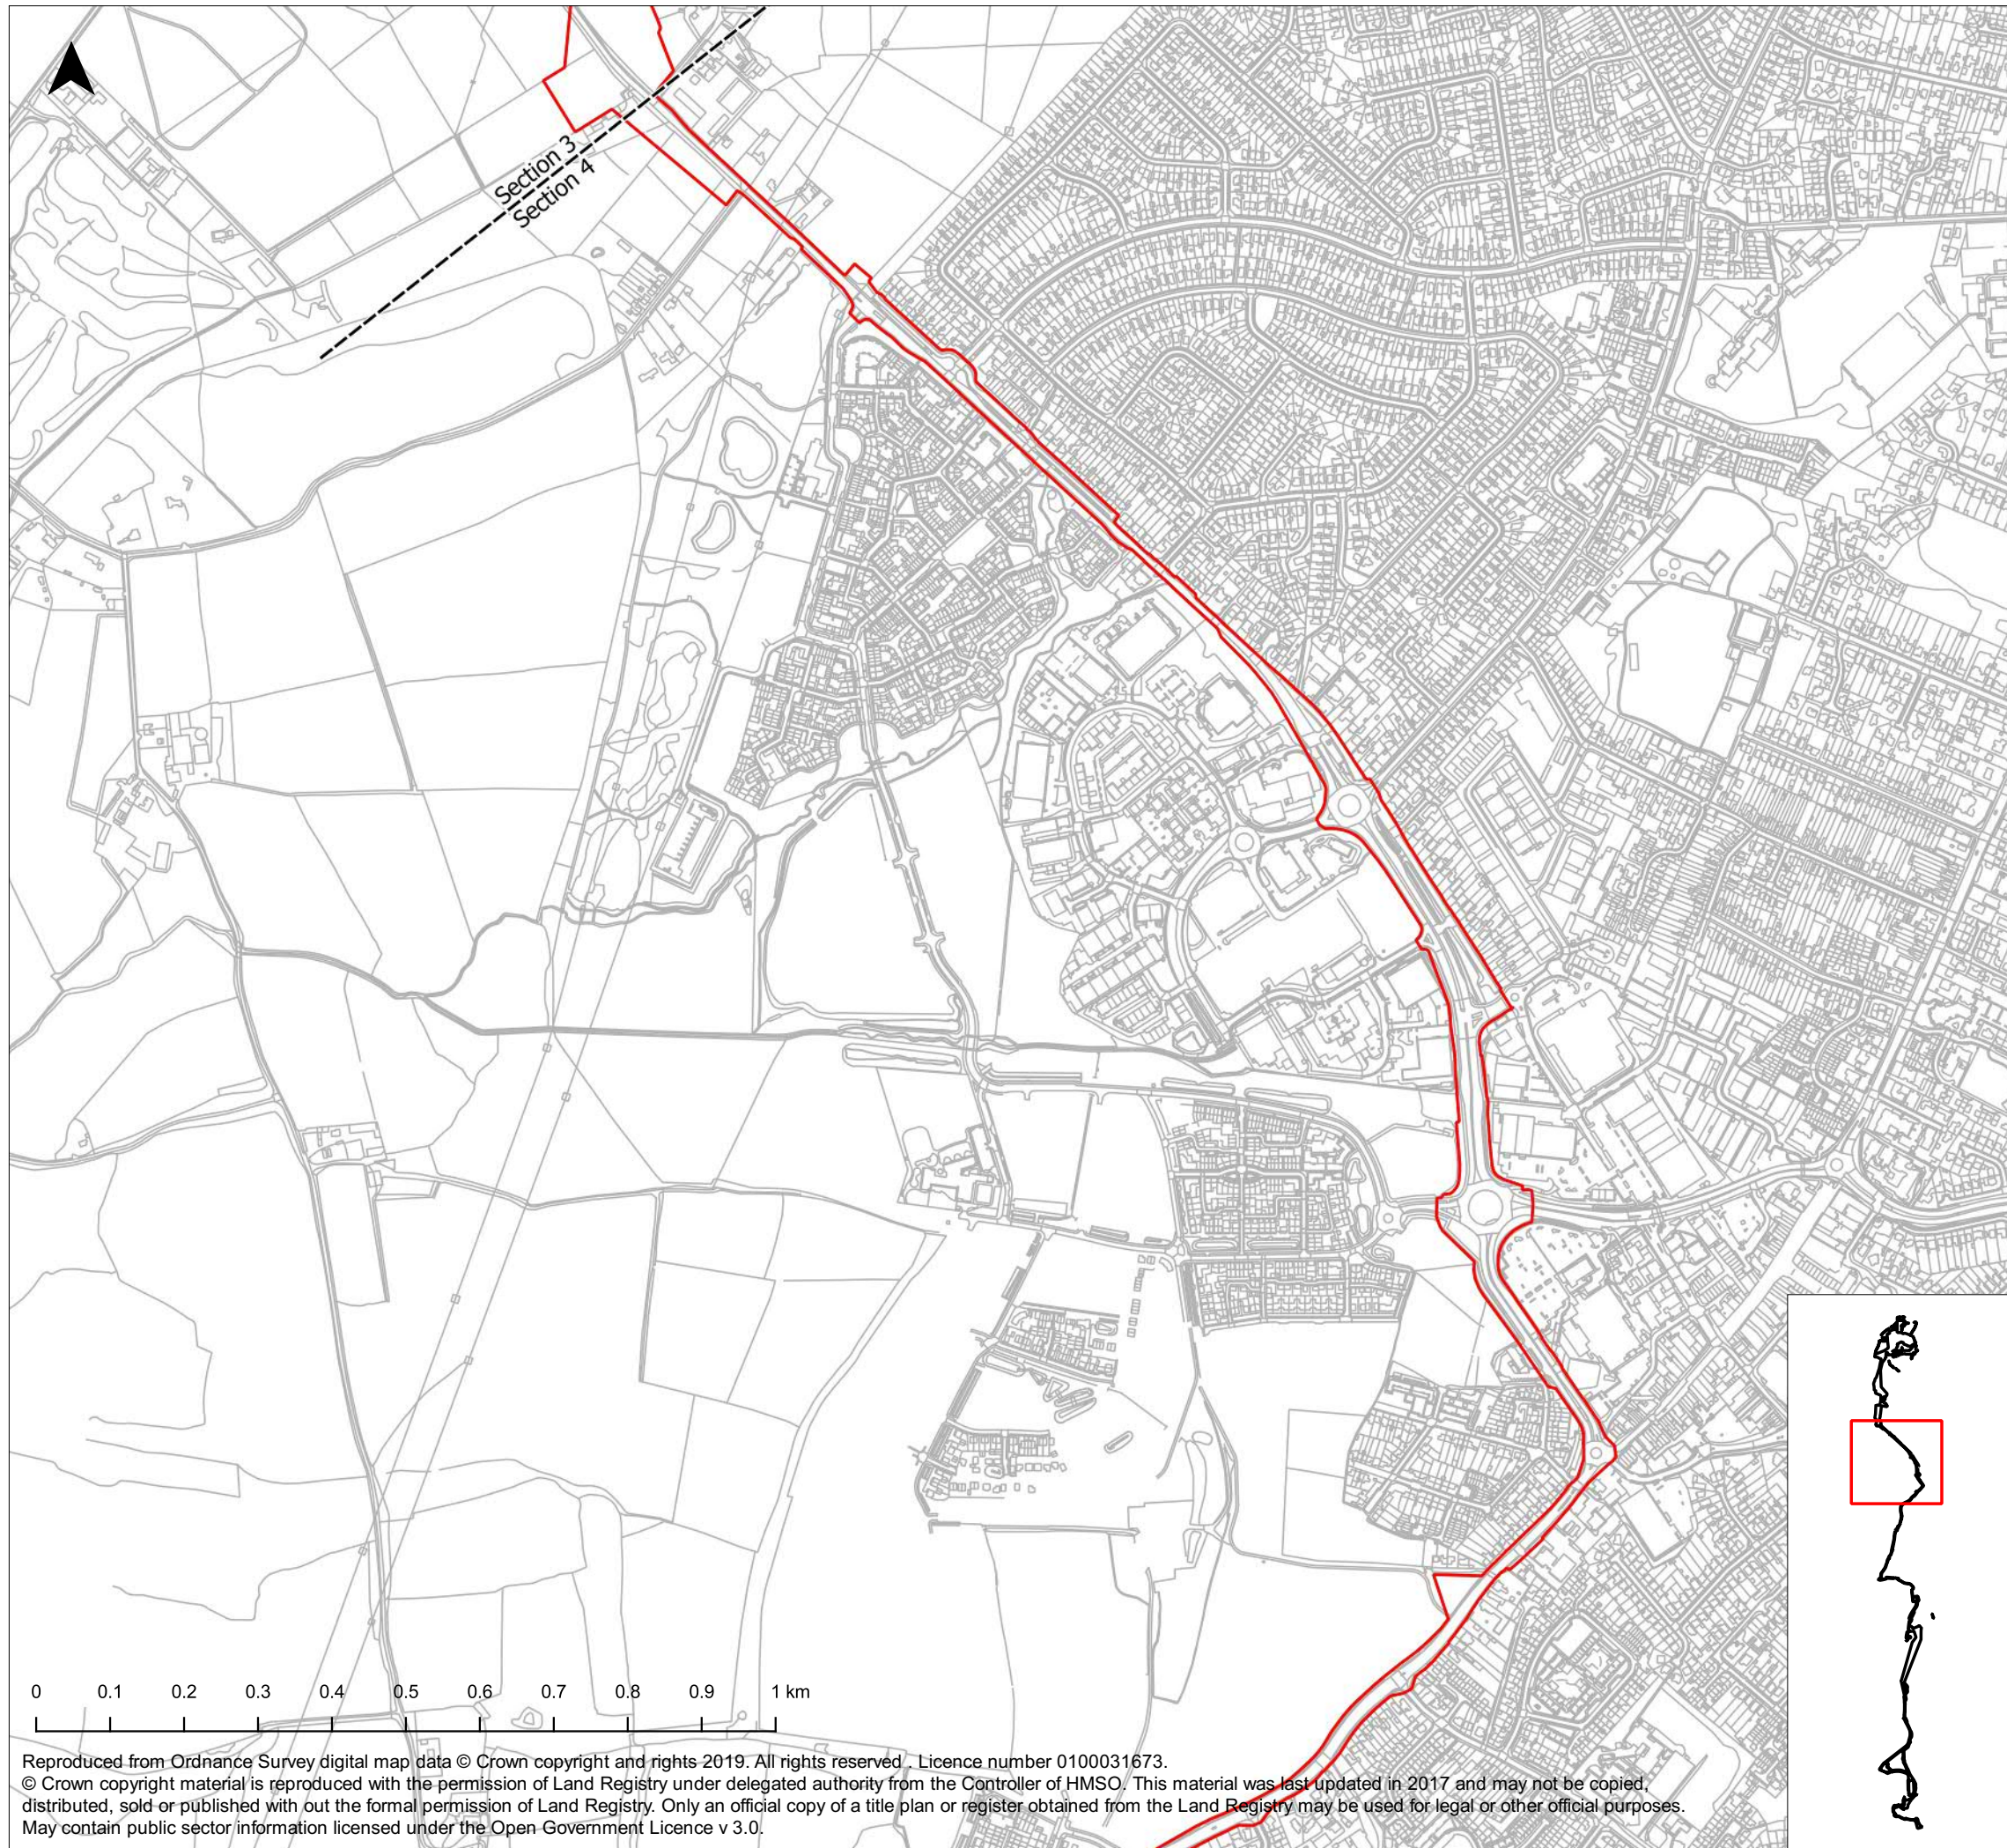 Section 3
Section 4
0 0.1 0.2 0.3 0.4 0.5 0.6 0.7 0.8 0.9 1 km
Reproduced from Ordnance Survey digital map data © Crown copyright and rights 2019. All rights reserved . Licence number 0100031673.
© Crown copyright material is reproduced with the permission of Land Registry under delegated authority from the Controller of HMSO. This material was last updated in 2017 and may not be copied,
distributed, sold or published with out the formal permission of Land Registry. Only an official copy of a title plan or register obtained from the Land Registry may be used for legal or other official purposes.
May contain public sector information licensed under the Open Government Licence v 3.0.